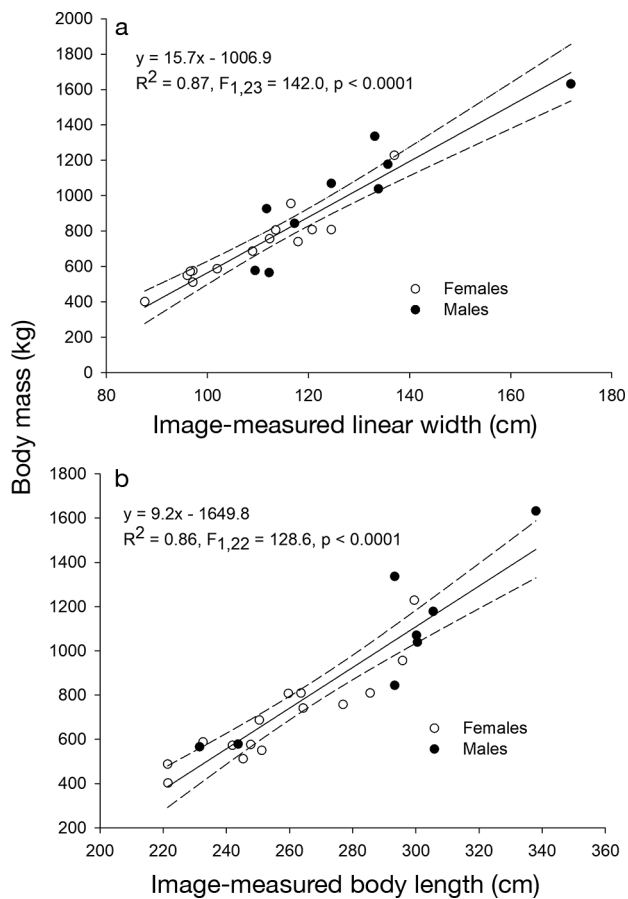 a
y = 15.7x - 1006.9
R2 = 0.87, F1,23 = 142.0, p < 0.0001
2000
1800
1600
1400
1200
1000
800
600
400
200
0
Females
Males
80 100 120 140 160 180
Image-measured linear width (cm)
Body mass (kg)
b
y = 9.2x - 1649.8
R2 = 0.86, F1,22 = 128.6, p < 0.0001
1800
1600
1400
1200
1000
800
600
400
200
Females
Males
200 220 240 260 280 300 320 340 360
Image-measured body length (cm)